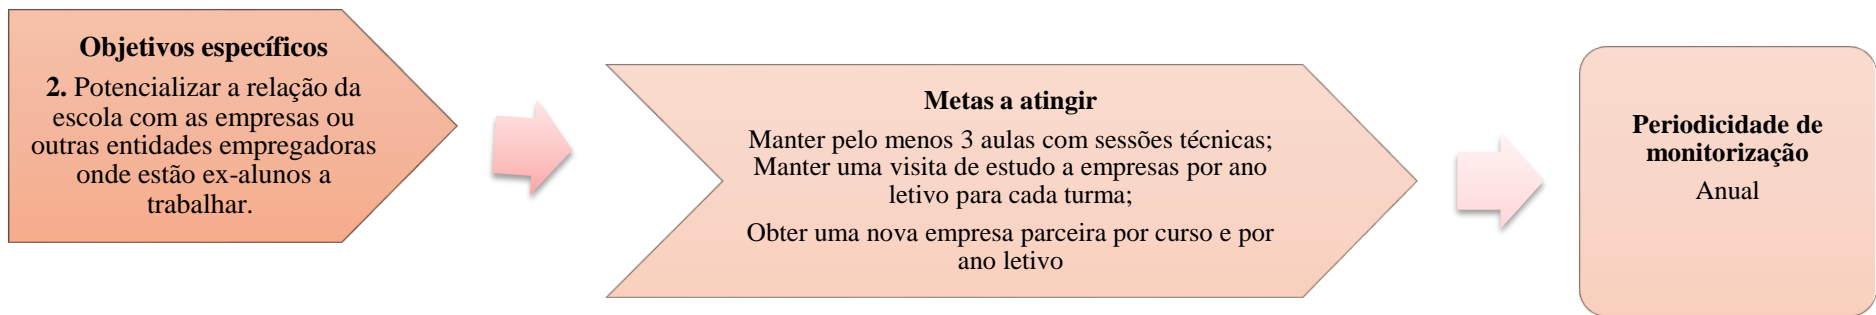 Objetivos específicos
2. Potencializar a relação da
escola com as empresas ou
outras entidades empregadoras
onde estão ex-alunos a
trabalhar.
Metas a atingir
Manter pelo menos 3 aulas com sessões técnicas;
Manter uma visita de estudo a empresas por ano
letivo para cada turma;
Obter uma nova empresa parceira por curso e por
ano letivo
Periodicidade de
monitorização
Anual